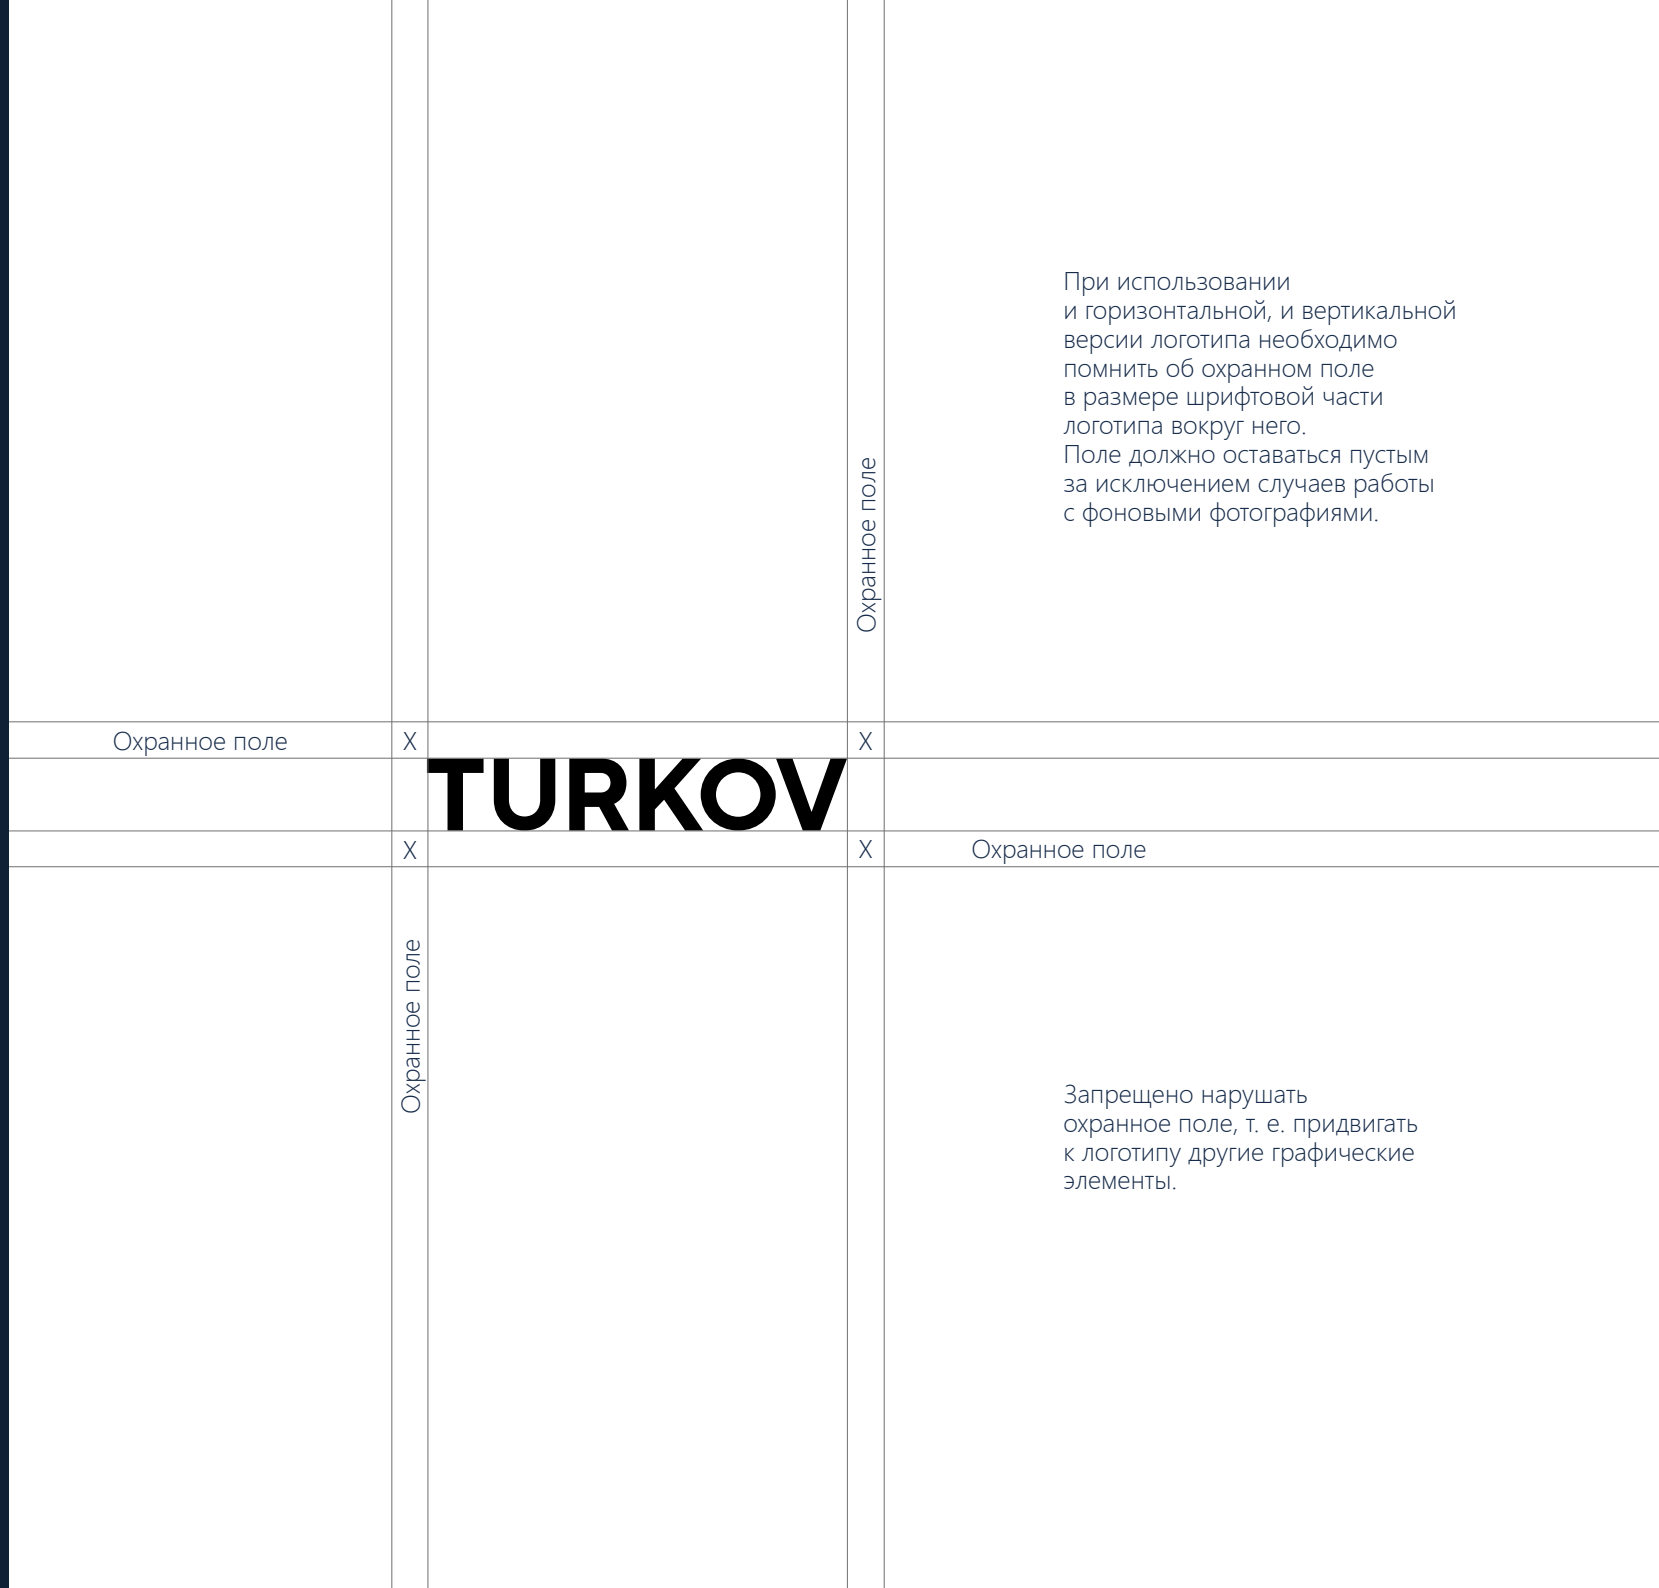 При использовании
и горизонтальной, и вертикальной
версии логотипа необходимо
помнить об охранном поле
в размере шрифтовой части
логотипа вокруг него.
Поле должно оставаться пустым
за исключением случаев работы
с фоновыми фотографиями.
Охранное поле
Охранное поле
X
X
TURKOV
X
X
Охранное поле
Охранное поле
Запрещено нарушать
охранное поле, т. е. придвигать
к логотипу другие графические
элементы.